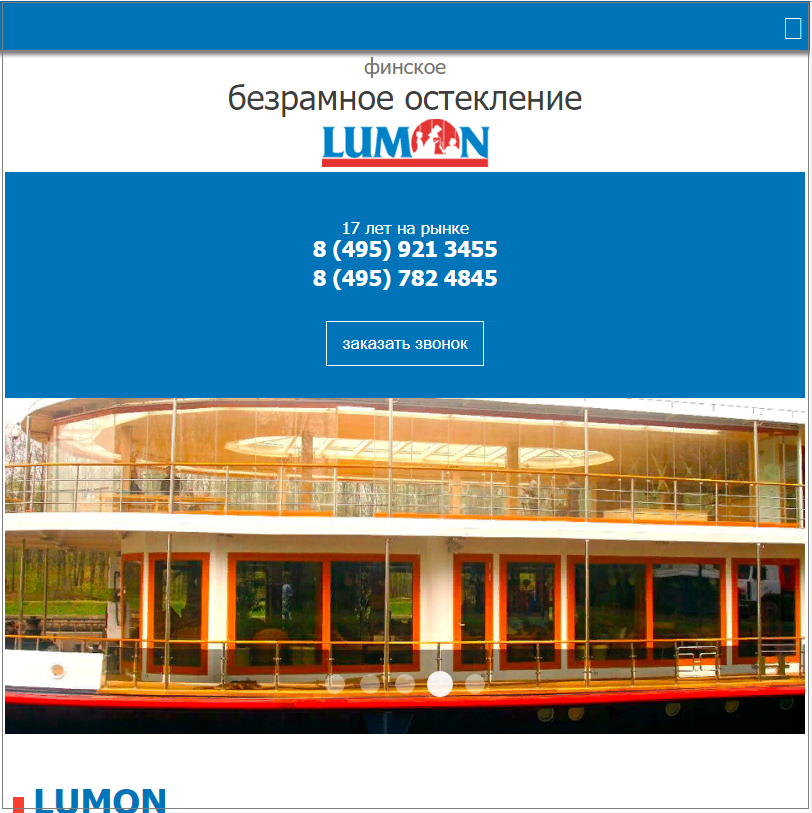 финское
безрамное остекление
LUMON
17 лет на рынке
8 (495) 921 3455
8 (495) 782 4845
заказать звонок
LUMON